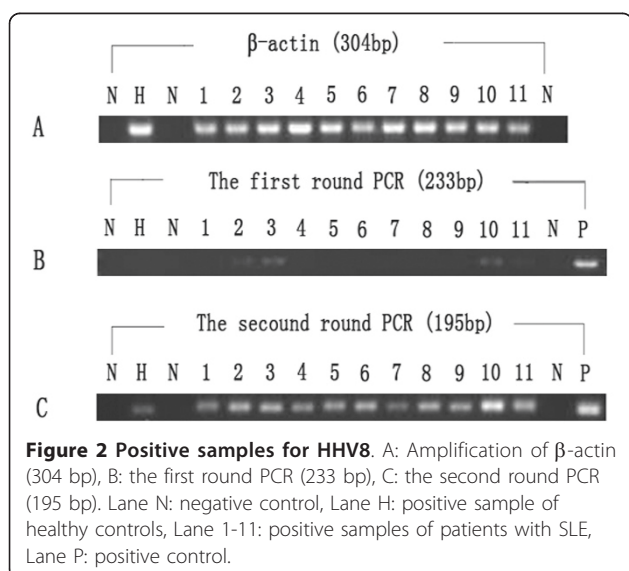 β-actin (304bp)
N H N 1 2 3 4 5 6 7 8 9 10 11 N
A
The first round PCR (233bp)
N H N 1 2 3 4 5 6 7 8 9 10 11 N P
B
The secoud round PCR (195bp)
N H N 1 2 3 4 5 6 7 8 9 10 11 N P
C
Figure 2 Positive samples for HHV8. A: Amplification of β-actin
(304 bp), B: the first round PCR (233 bp), C: the second round PCR
(195 bp). Lane N: negative control, Lane H: positive sample of
healthy controls, Lane 1-11: positive samples of patients with SLE,
Lane P: positive control.